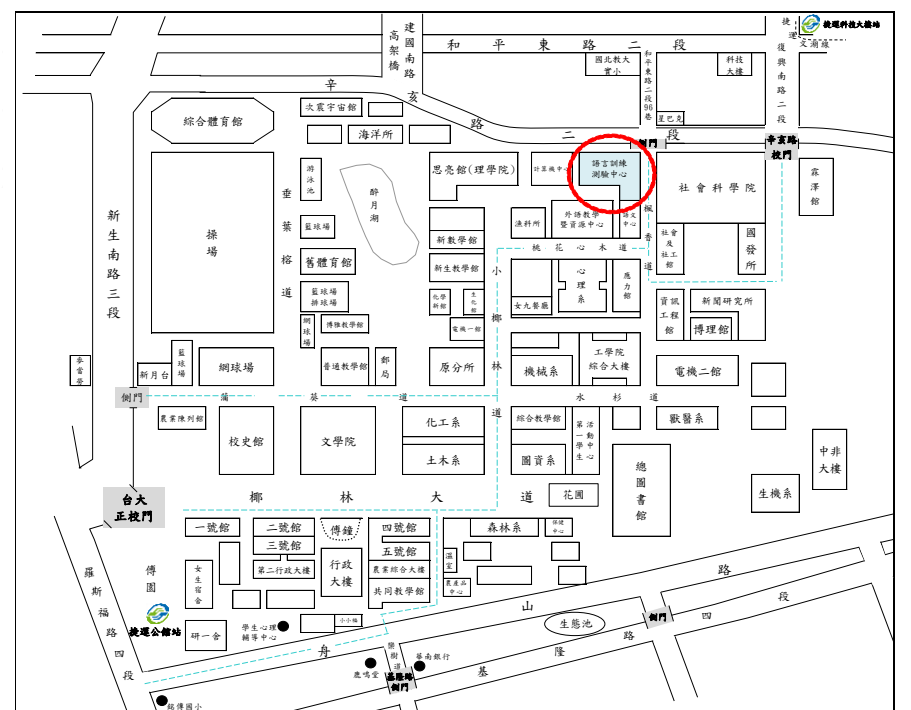 捷運科技大樓站
捷運
文湖線
建國南路
高架橋
和平東路二段
國北教大
實小
科技
大樓
和平東路二段96巷
復興南路二段
辛亥路二段
次震宇宙館
海洋所
綜合體育館
星巴克
側門
辛亥路
校門
思亮館(理學院)
計算機中心
語言訓練
測驗中心
社會科學院
霖澤館
游泳池
醉月湖
垂葉榕道
籃球場
操場
新生南路三段
漁科所
外語教學
暨資源中心
語文
中心
楓香道
新數學館
桃花心木道
社會及社工館
國發所
舊體育館
新生教學館
小椰林道
心理系
應力館
籃球場
排球場
化學
新館
生化館
女九餐廳
資訊工程館
新聞研究所
博理館
網球場
博雅教學館
電機一館
工學院
綜合大樓
籃球場
麥當勞
新月台
網球場
普通教學館
郵局
原分所
機械系
電機二館
側門
蒲葵道
水杉道
農業陳列館
校史館
文學院
化工系
土木系
綜合教學館
圖資系
第一學生
活動中心
獸醫系
總圖書館
中非
大樓
生機系
台大
正校門
椰林大道
花圃
一號館
二號館
傅鐘
四號館
森林系
保健
中心
三號館
五號館
第二行政大樓
行政
大樓
農業綜合大樓
共同教學館
溫室
農產品
中心
女生宿舍
傅園
羅斯福路四段
捷運公館站
研一舍
學生心理
輔導中心
小小福
舟山路
生態池
側門
基隆路四段
欒樹道
華南銀行
鹿鳴堂
基隆路
側門
銘傳國小